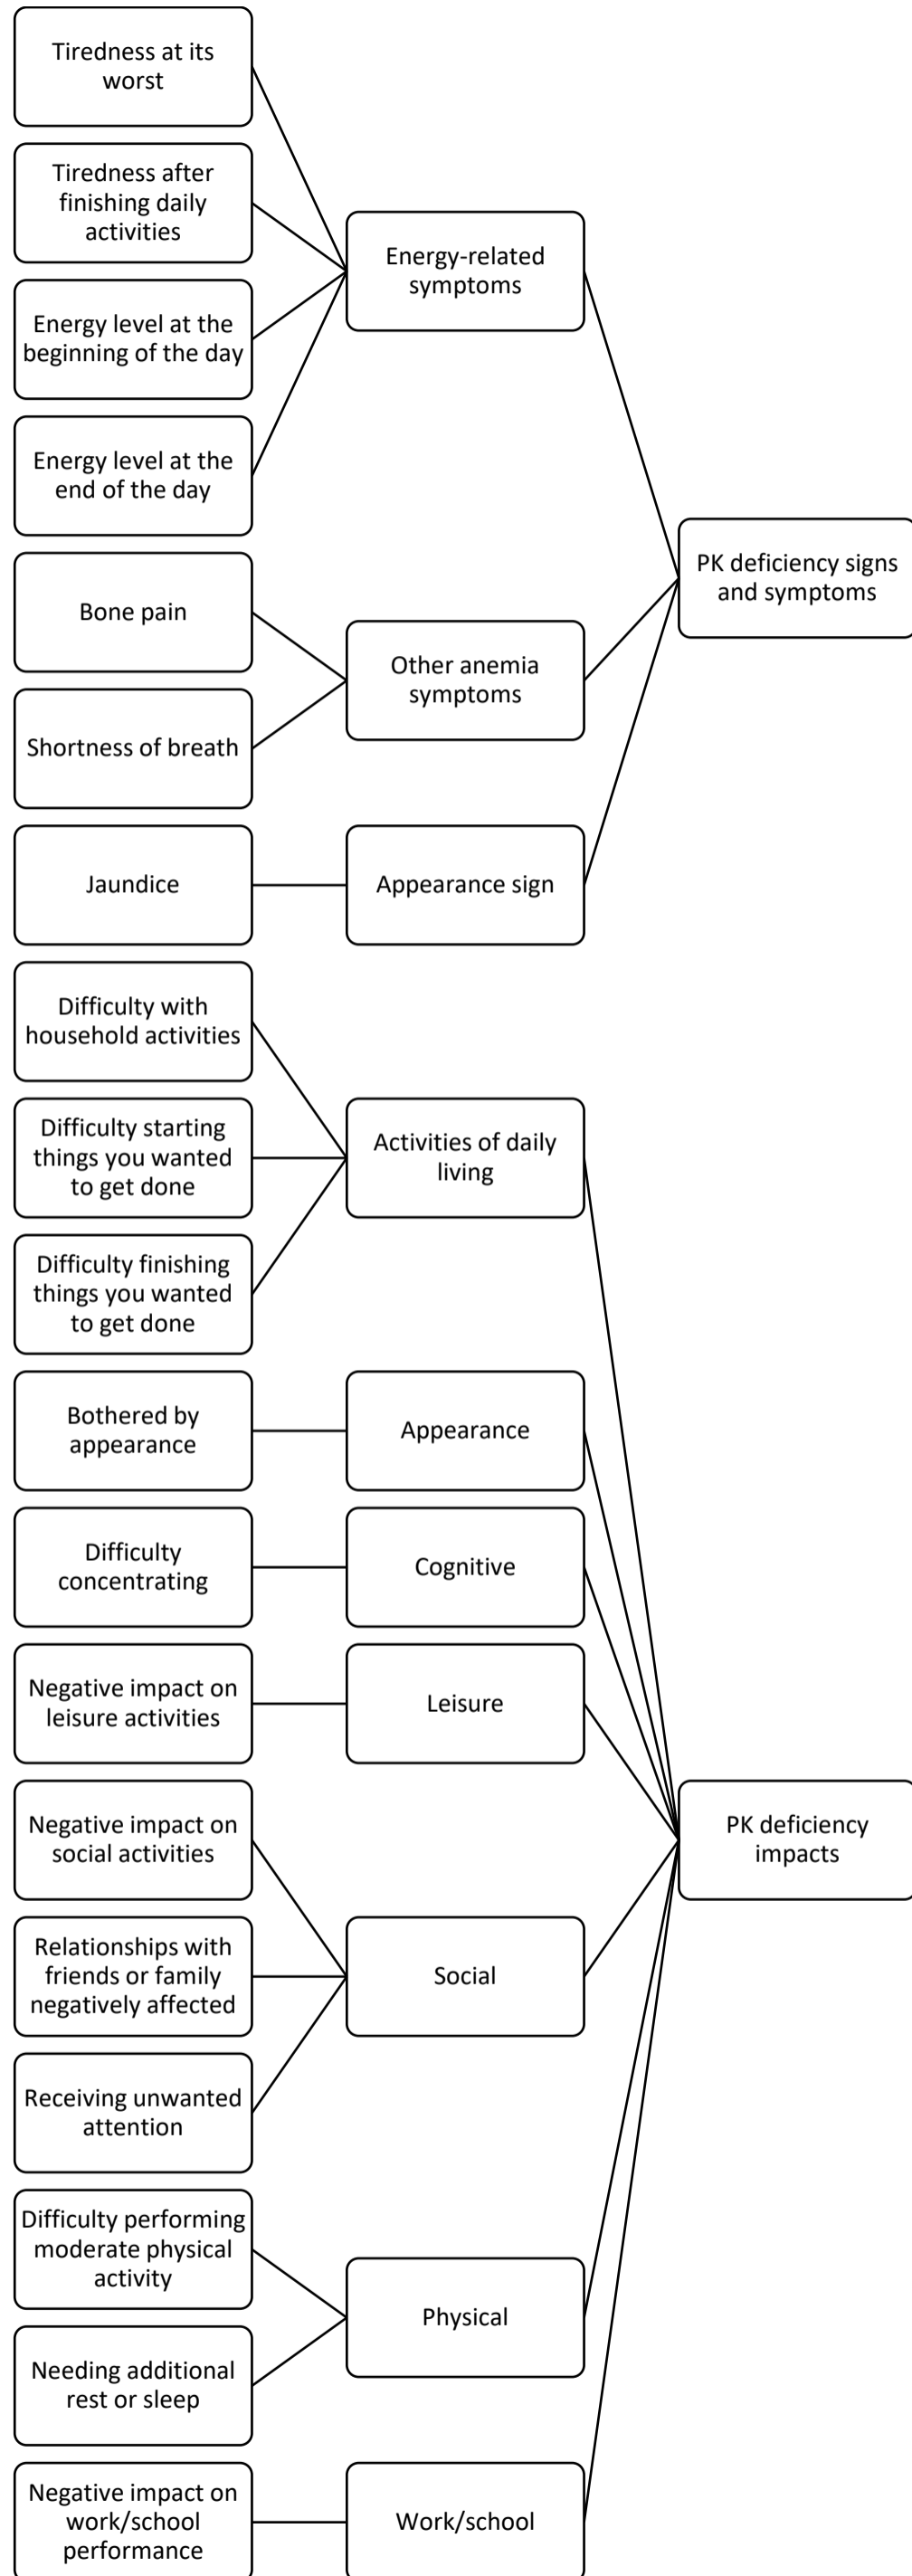 Tiredness at its
worst
Tiredness after
finishing daily
activities
Energy level at the
beginning of the day
Energy level at the
end of the day
Energy-related
symptoms
Bone pain
Shortness of breath
Other anemia
symptoms
Jaundice
Appearance sign
PK deficiency signs
and symptoms
Difficulty with
household activities
Difficulty starting
things you wanted
to get done
Difficulty finishing
things you wanted
to get done
Activities of daily
living
Bothered by
appearance
Appearance
Difficulty
concentrating
Cognitive
Negative impact on
leisure activities
Leisure
Negative impact on
social activities
Relationships with
friends or family
negatively affected
Receiving unwanted
attention
Social
Difficulty performing
moderate physical
activity
Needing additional
rest or sleep
Physical
Negative impact on
work/school
performance
Work/school
PK deficiency
impacts